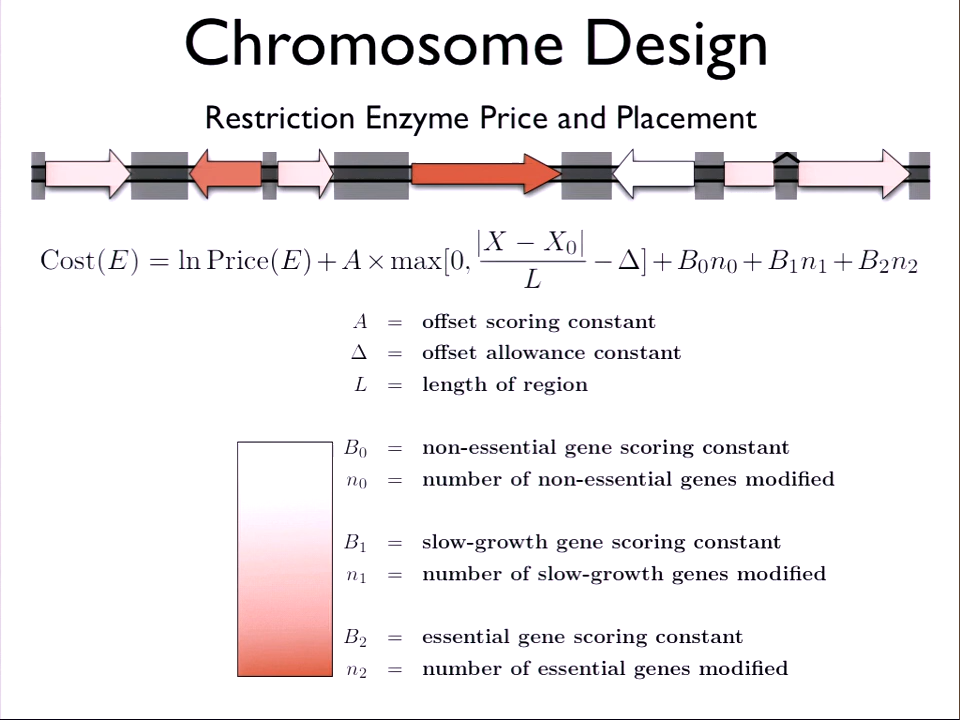 Chromosome Design
Restriction Enzyme Price and Placement
Cost(E) = ln Price(E) + A × max[0, |X − X₀| / L − Δ] + B₀n₀ + B₁n₁ + B₂n₂
A = offset scoring constant
Δ = offset allowance constant
L = length of region
B₀ = non-essential gene scoring constant
n₀ = number of non-essential genes modified
B₁ = slow-growth gene scoring constant
n₁ = number of slow-growth genes modified
B₂ = essential gene scoring constant
n₂ = number of essential genes modified